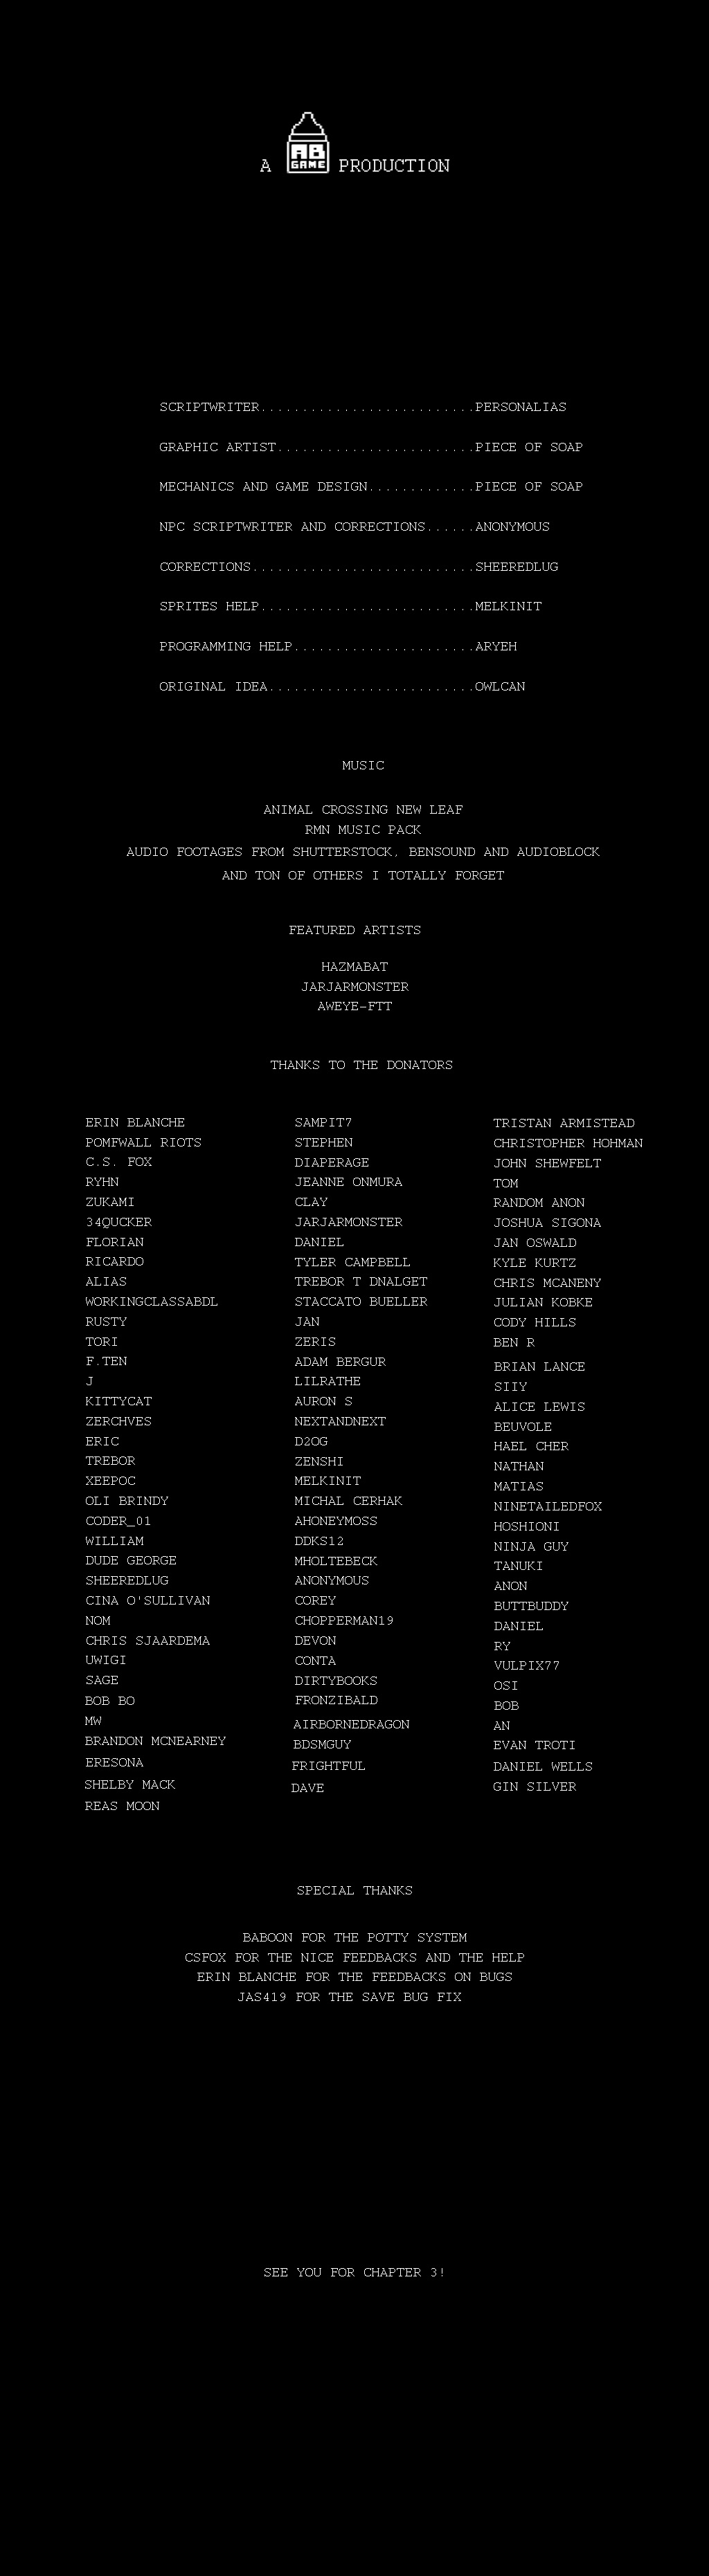 A AB GAME PRODUCTION
SCRIPTWRITER..........................PERSONALIAS
GRAPHIC ARTIST........................PIECE OF SOAP
MECHANICS AND GAME DESIGN.............PIECE OF SOAP
NPC SCRIPTWRITER AND CORRECTIONS......ANONYMOUS
CORRECTIONS...........................SHEEREDLUG
SPRITES HELP..........................MELKINIT
PROGRAMMING HELP......................ARYEH
ORIGINAL IDEA.........................OWLCAN
MUSIC
ANIMAL CROSSING NEW LEAF
RMN MUSIC PACK
AUDIO FOOTAGES FROM SHUTTERSTOCK, BENSOUND AND AUDIOBLOCK
AND TON OF OTHERS I TOTALLY FORGET
FEATURED ARTISTS
HAZMABAT
JARJARMONSTER
AWEYE-FTT
THANKS TO THE DONATORS
ERIN BLANCHE
POMFWALL RIOTS
C.S. FOX
RYHN
ZUKAMI
34QUCKER
FLORIAN
RICARDO
ALIAS
WORKINGCLASSABDL
RUSTY
TORI
F.TEN
J
KITTYCAT
ZERCHVES
ERIC
TREBOR
XEEPOC
OLI BRINDY
CODER_01
WILLIAM
DUDE GEORGE
SHEEREDLUG
CINA O'SULLIVAN
NOM
CHRIS SJAARDEMA
UWIGI
SAGE
BOB BO
MW
BRANDON MCNEARNEY
ERESONA
SHELBY MACK
REAS MOON
SAMPIT7
STEPHEN
DIAPERAGE
JEANNE ONMURA
CLAY
JARJARMONSTER
DANIEL
TYLER CAMPBELL
TREBOR T DNALGET
STACCATO BUELLER
JAN
ZERIS
ADAM BERGUR
LILRATHE
AURON S
NEXTANDNEXT
D2OG
ZENSHI
MELKINIT
MICHAL CERHAK
AHONEYMOSS
DDKS12
MHOLTEBECK
ANONYMOUS
COREY
CHOPPERMAN19
DEVON
CONTA
DIRTYBOOKS
FRONZIBALD
AIRBORNEDRAGON
BDSMGUY
FRIGHTFUL
DAVE
TRISTAN ARMISTEAD
CHRISTOPHER HOHMAN
JOHN SHEWFELT
TOM
RANDOM ANON
JOSHUA SIGONA
JAN OSWALD
KYLE KURTZ
CHRIS MCANENY
JULIAN KOBKE
CODY HILLS
BEN R
BRIAN LANCE
SIIY
ALICE LEWIS
BEUVOLE
HAEL CHER
NATHAN
MATIAS
NINETAILEDFOX
HOSHIONI
NINJA GUY
TANUKI
ANON
BUTTBUDDY
DANIEL
RY
VULPIX77
OSI
BOB
AN
EVAN TROTI
DANIEL WELLS
GIN SILVER
SPECIAL THANKS
BABOON FOR THE POTTY SYSTEM
CSFOX FOR THE NICE FEEDBACKS AND THE HELP
ERIN BLANCHE FOR THE FEEDBACKS ON BUGS
JAS419 FOR THE SAVE BUG FIX
SEE YOU FOR CHAPTER 3!